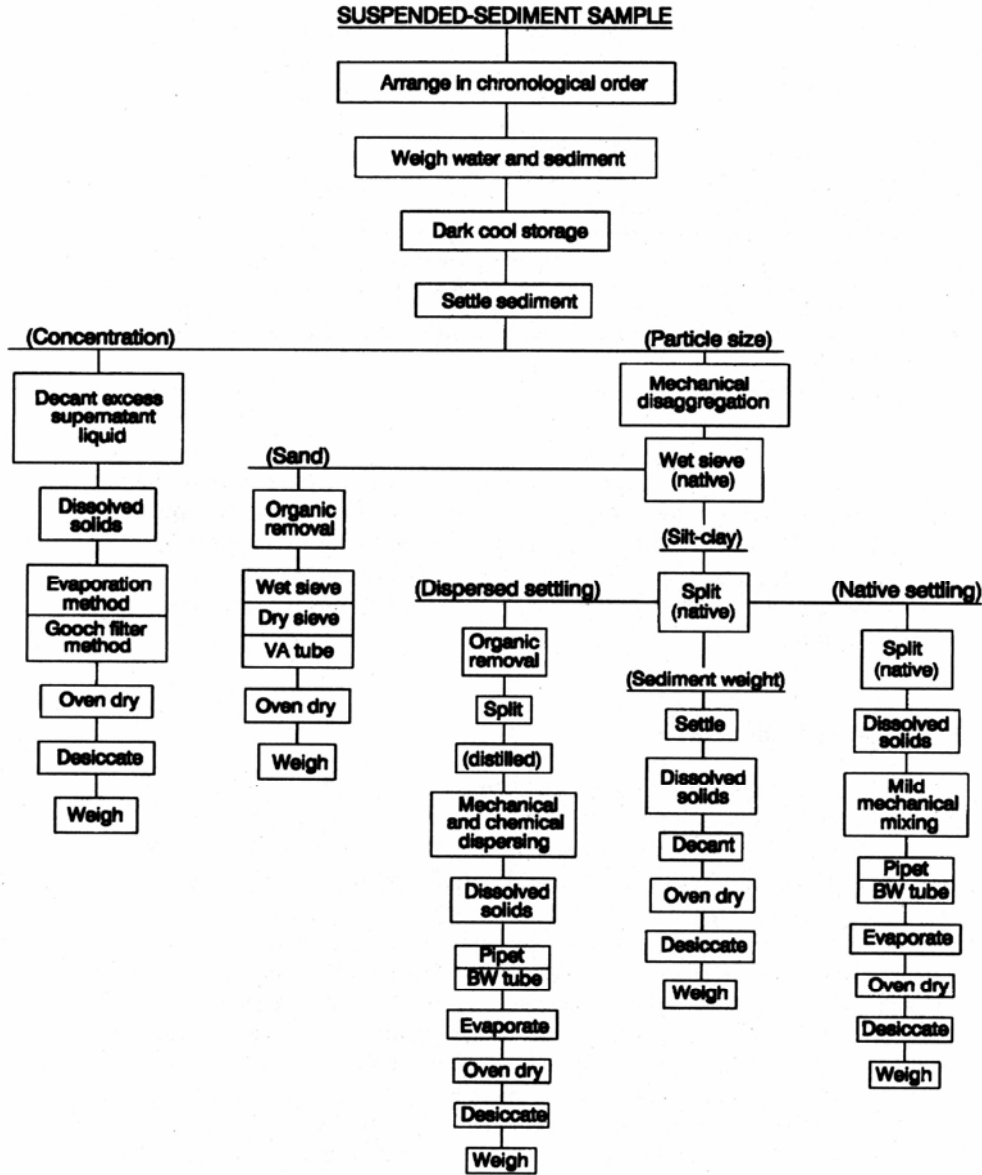 SUSPENDED-SEDIMENT SAMPLE
Arrange in chronological order
Weigh water and sediment
Dark cool storage
Settle sediment
(Concentration)
Decant excess
supernatant
liquid
Dissolved
solids
Evaporation
method
Gooch filter
method
Oven dry
Desiccate
Weigh
(Particle size)
Mechanical
disaggregation
Wet sieve
(native)
(Sand)
Organic
removal
Wet sieve
Dry sieve
VA tube
Oven dry
Weigh
(Silt-clay)
Split
(native)
(Dispersed settling)
Organic
removal
Split
(distilled)
Mechanical
and chemical
dispersing
Dissolved
solids
Pipet
BW tube
Evaporate
Oven dry
Desiccate
Weigh
(Sediment weight)
Settle
Dissolved
solids
Decant
Oven dry
Desiccate
Weigh
(Native settling)
Split
(native)
Dissolved
solids
Mild
mechanical
mixing
Pipet
BW tube
Evaporate
Oven dry
Desiccate
Weigh